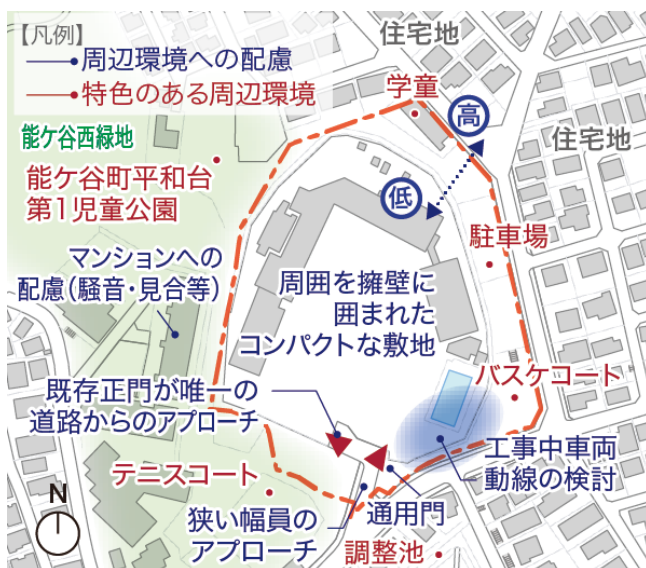 【凡例】
周辺環境への配慮
特色のある周辺環境
住宅地
学童
高
能ケ谷西緑地
住宅地
能ケ谷町平和台
第1児童公園
低
駐車場
マンションへの
配慮(騒音・見合等)
周囲を擁壁に
囲まれた
コンパクトな敷地
バスケコート
既存正門が唯一の
道路からのアプローチ
工事中車両
動線の検討
テニスコート
N
狭い幅員の
アプローチ
通用門
調整池